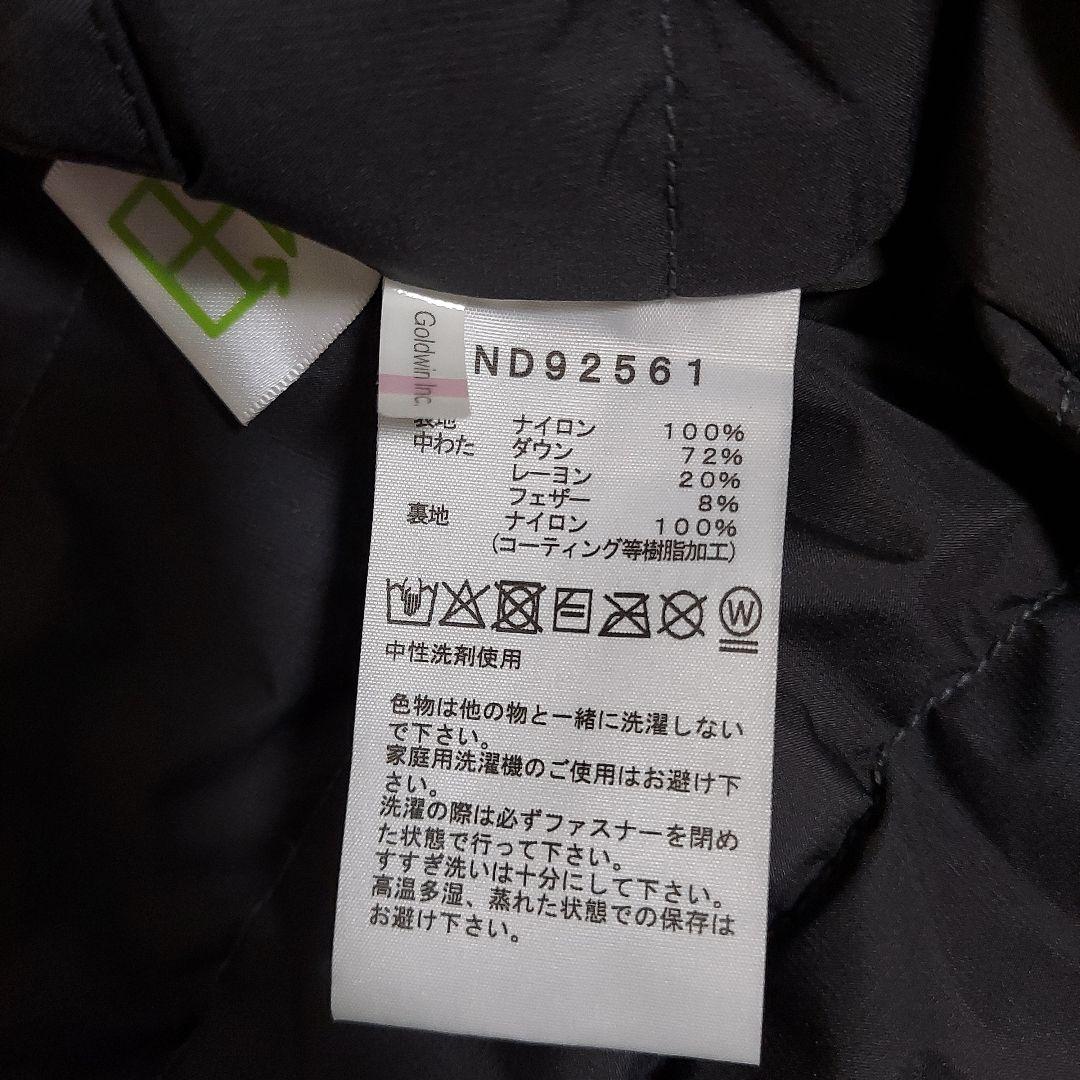 Goldwin Inc.
ND92561
表地 ナイロン 100%
中わた ダウン 72%
レーヨン 20%
フェザー 8%
裏地 ナイロン 100%
(コーティング等樹脂加工)
W
中性洗剤使用
色物は他の物と一緒に洗濯しない
で下さい。
家庭用洗濯機のご使用はお避け下
さい。
洗濯の際は必ずファスナーを閉め
た状態で行って下さい。
すすぎ洗いは十分にして下さい。
高温多湿、蒸れた状態での保存は
お避け下さい。